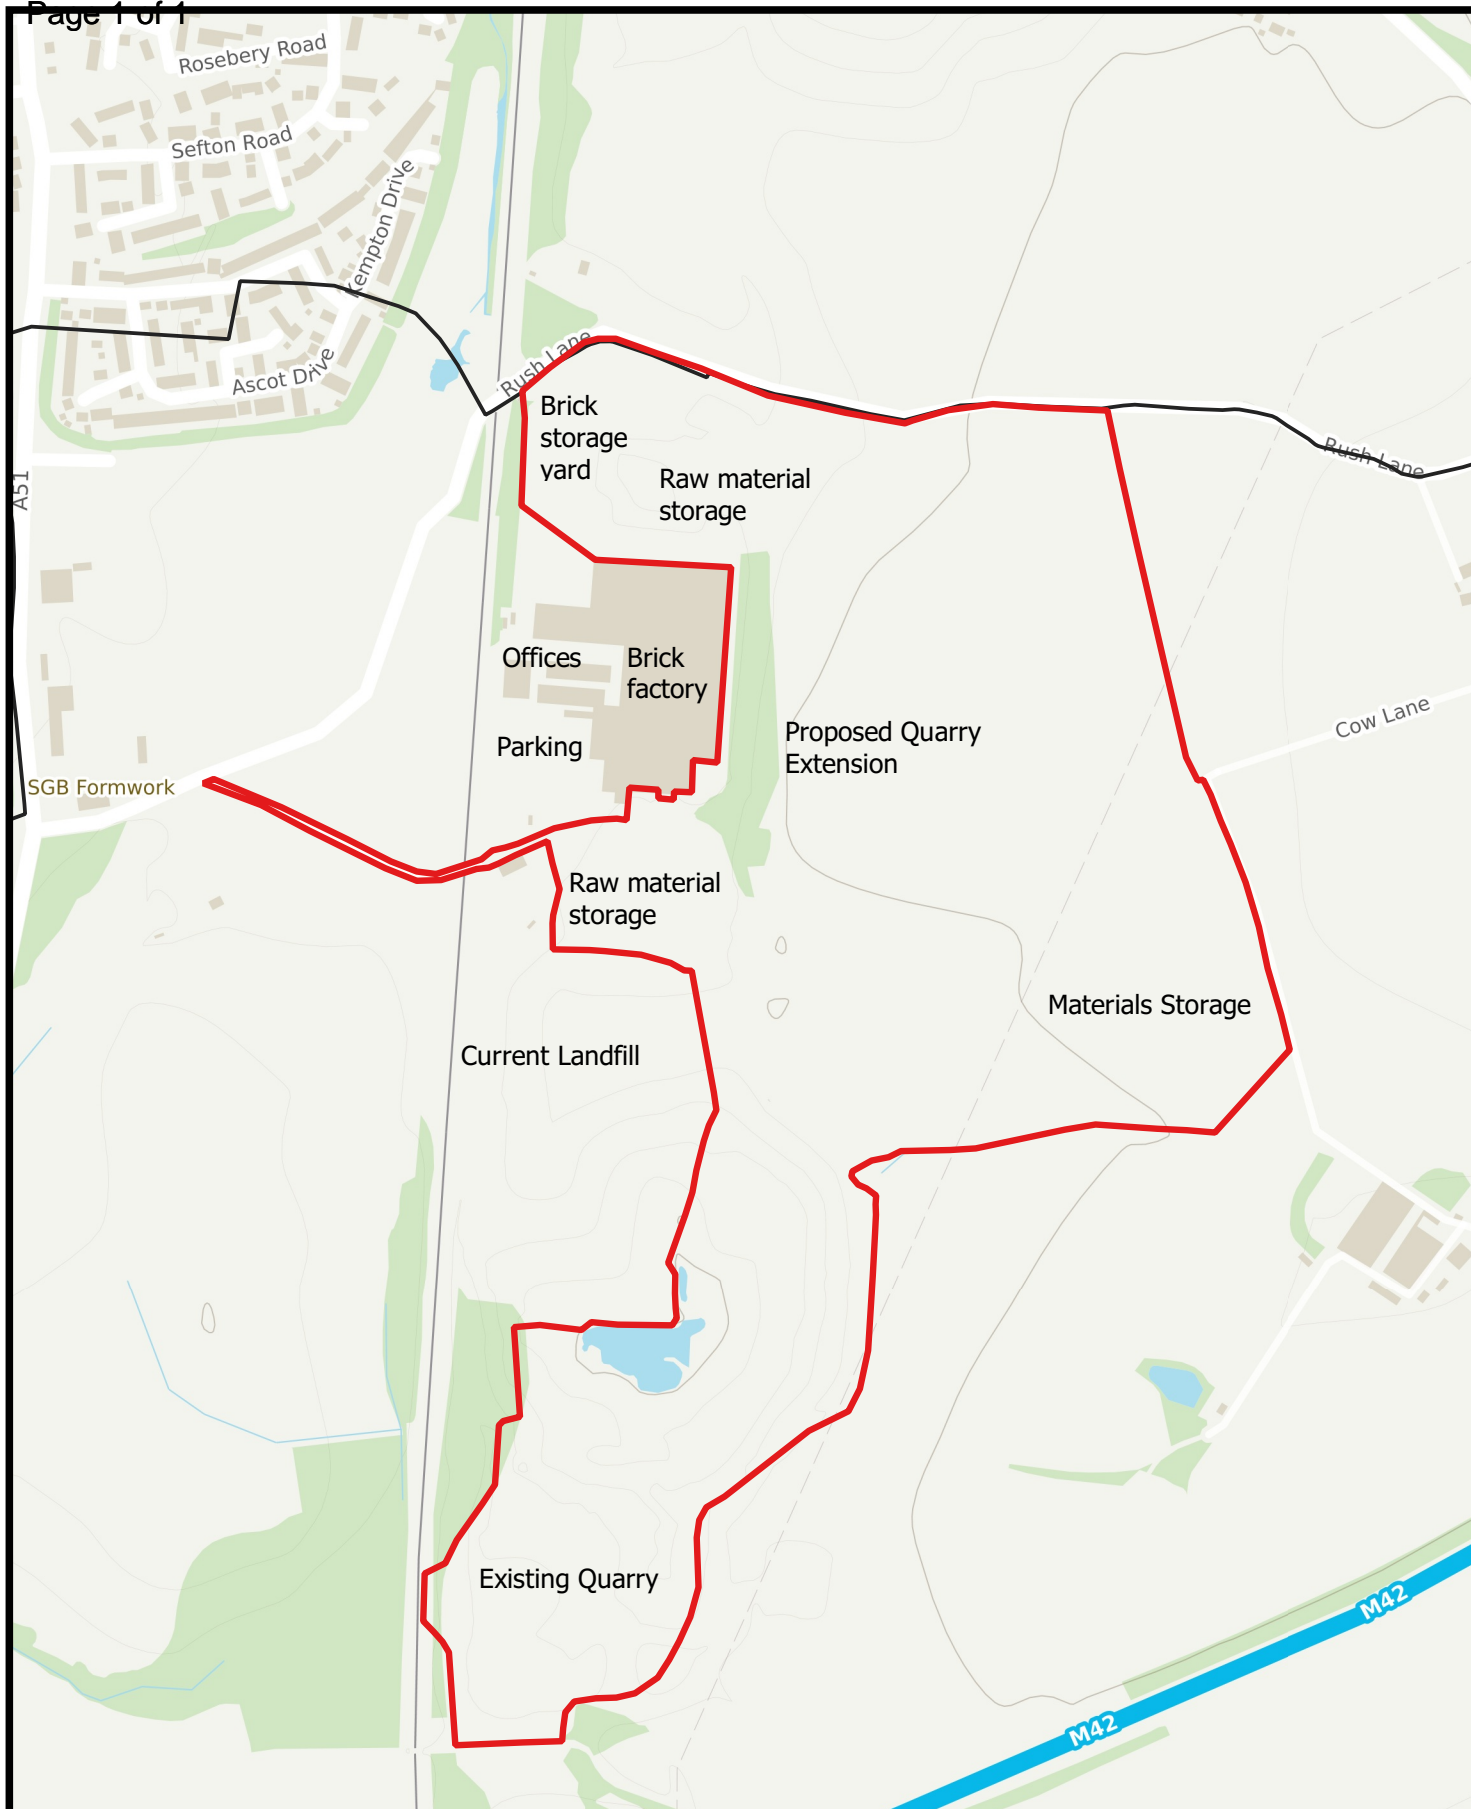 Page 1 of 1
Rosebery Road
Sefton Road
Kempton Drive
Ascot Drive
Rush Lane
Brick
storage
yard
Raw material
storage
Rush Lane
A51
Offices
Brick
factory
Parking
Proposed Quarry
Extension
Cow Lane
SGB Formwork
Raw material
storage
Materials Storage
Current Landfill
Existing Quarry
M42
M42